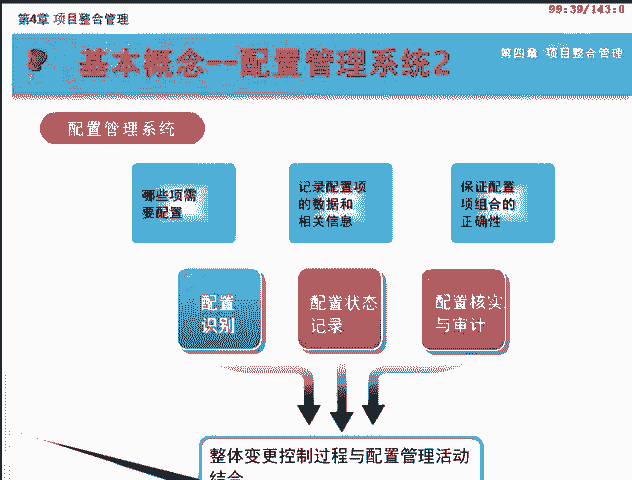 第4章 项目整合管理
99:39/143:0
基本概念--配置管理系统2
第四章 项目整合管理
配置管理系统
哪些项需
要配置
记录配置项
的数据和
相关信息
保证配置
项组合的
正确性
配置
识别
配置状态
记录
配置核实
与审计
整体变更控制过程与配置管理活动
结合